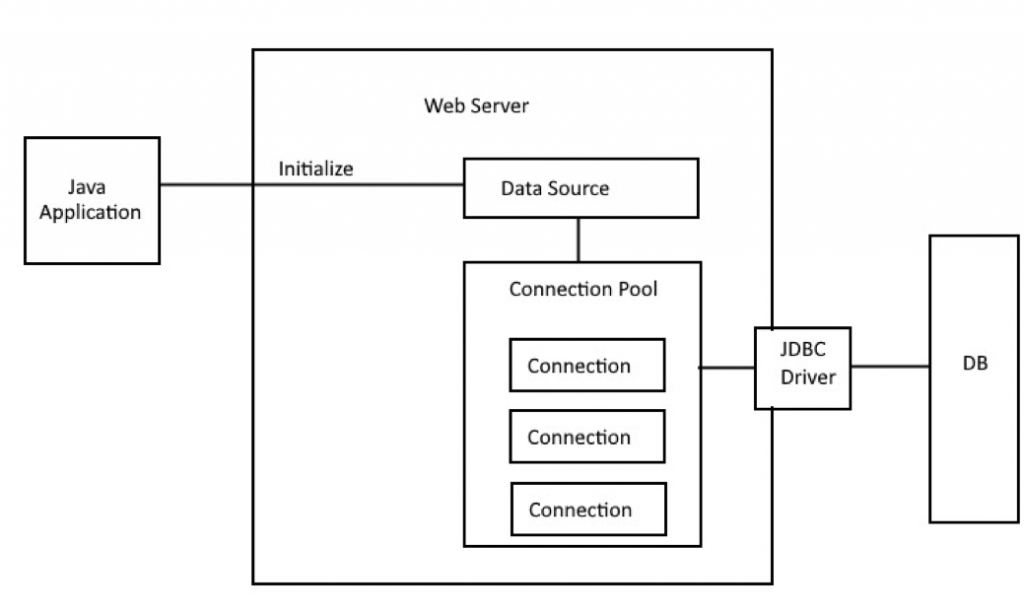 Web Server
Initialize
Java
Application
Data Source
Connection Pool
JDBC
Driver
DB
Connection
Connection
Connection